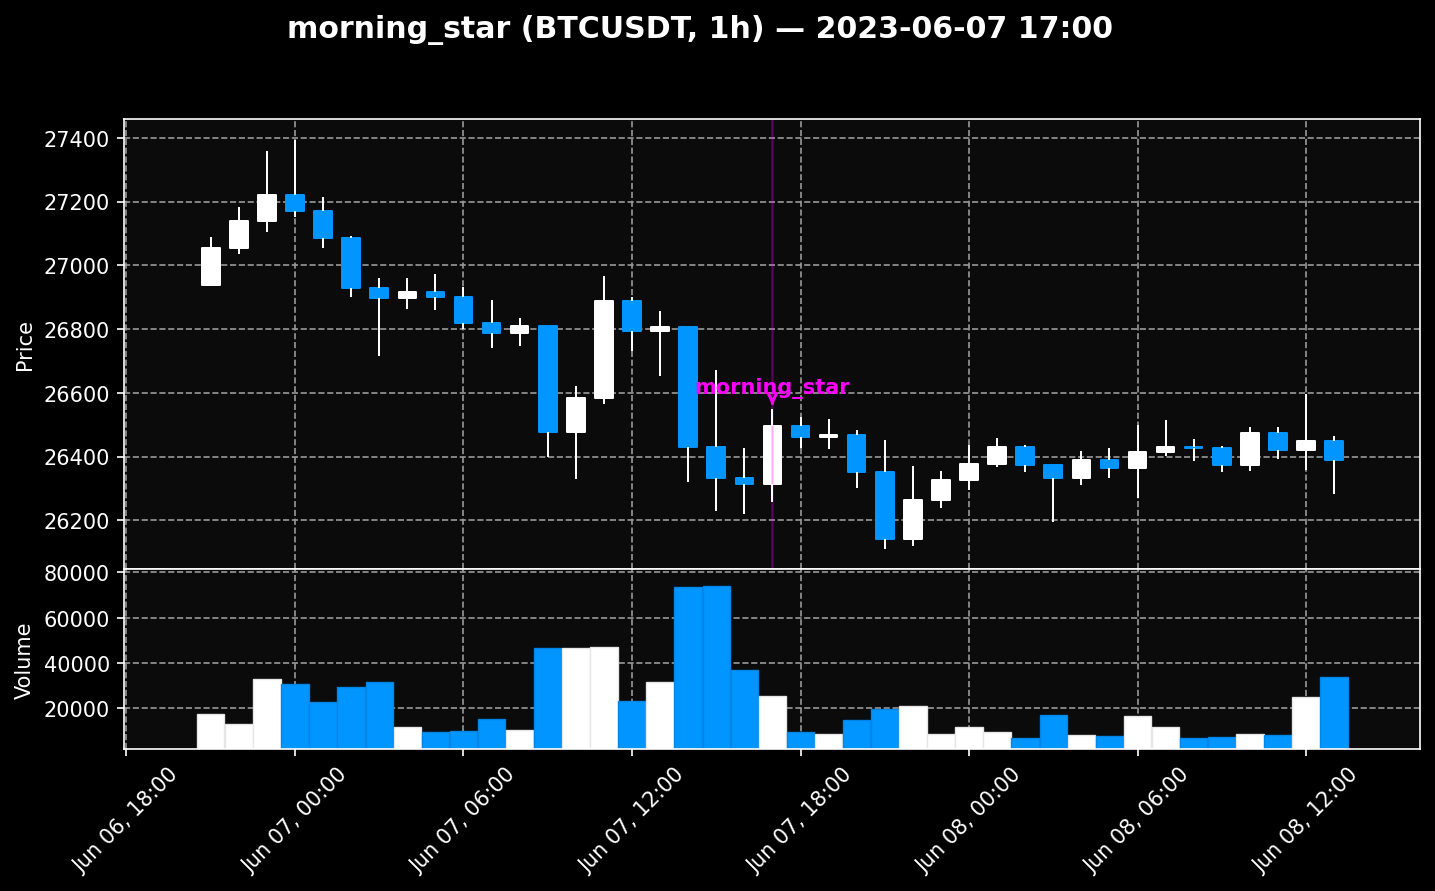 morning_star (BTCUSDT, 1h) — 2023-06-07 17:00
27400
27200
27000
26800
26600
26400
26200
Price
morning_star
80000
60000
40000
20000
Volume
Jun 06, 18:00
Jun 07, 00:00
Jun 07, 06:00
Jun 07, 12:00
Jun 07, 18:00
Jun 08, 00:00
Jun 08, 06:00
Jun 08, 12:00